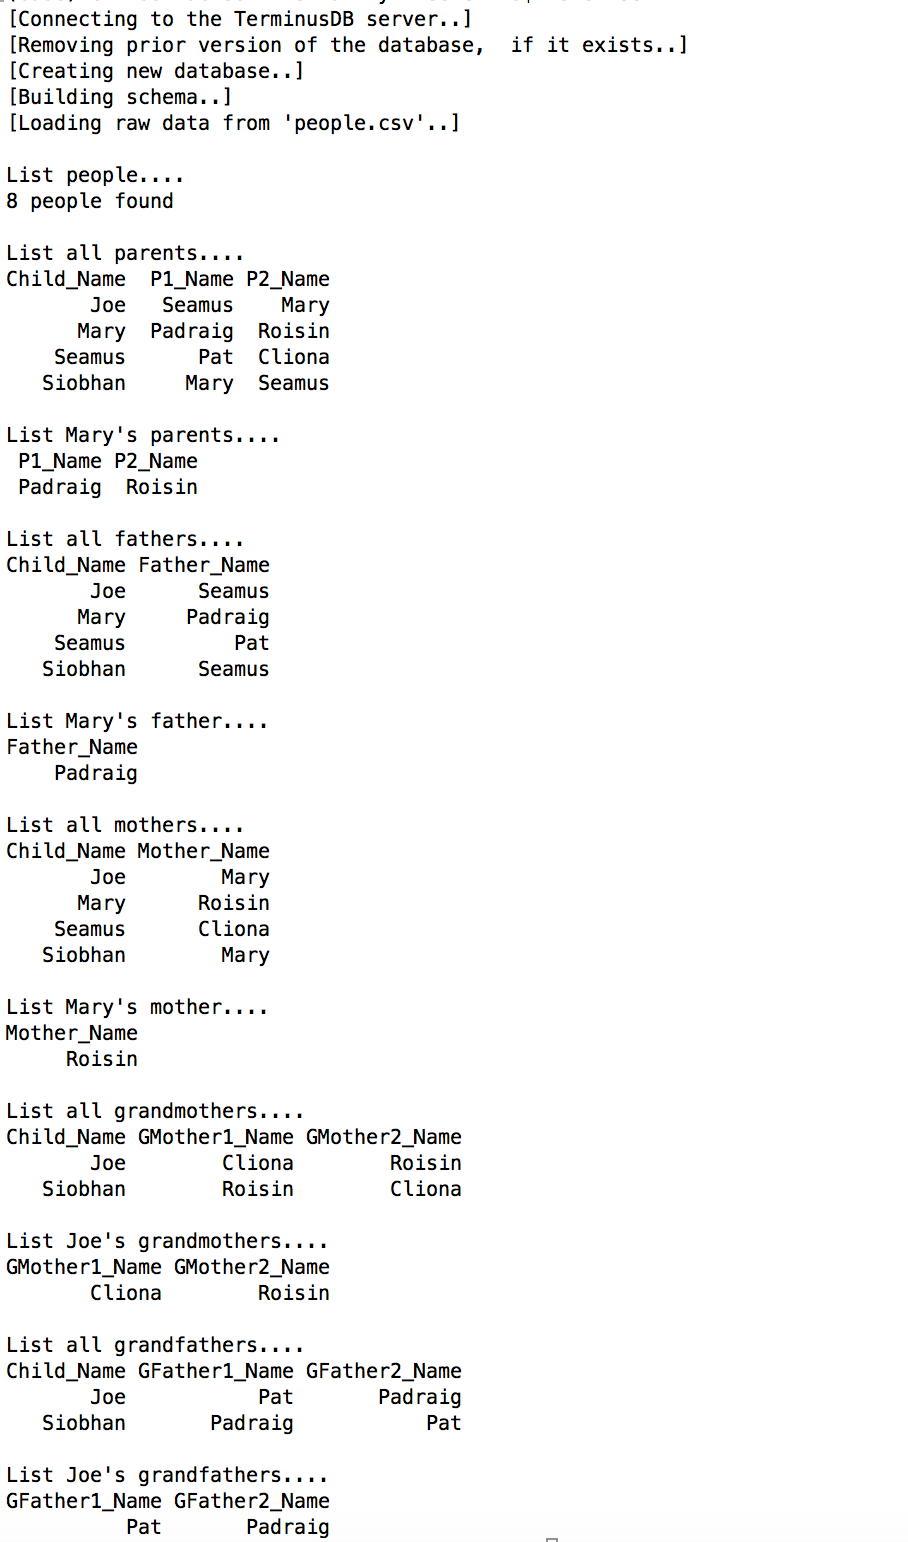 [Connecting to the TerminusDB server..]
[Removing prior version of the database,  if it exists..]
[Creating new database..]
[Building schema..]
[Loading raw data from 'people.csv'..]

List people....
8 people found

List all parents....
Child_Name  P1_Name P2_Name
       Joe   Seamus    Mary
      Mary  Padraig  Roisin
    Seamus      Pat  Cliona
   Siobhan     Mary  Seamus

List Mary's parents....
 P1_Name P2_Name
 Padraig  Roisin

List all fathers....
Child_Name Father_Name
       Joe      Seamus
      Mary     Padraig
    Seamus         Pat
   Siobhan      Seamus

List Mary's father....
Father_Name
    Padraig

List all mothers....
Child_Name Mother_Name
       Joe        Mary
      Mary      Roisin
    Seamus      Cliona
   Siobhan        Mary

List Mary's mother....
Mother_Name
     Roisin

List all grandmothers....
Child_Name GMother1_Name GMother2_Name
       Joe        Cliona        Roisin
   Siobhan        Roisin        Cliona

List Joe's grandmothers....
GMother1_Name GMother2_Name
       Cliona        Roisin

List all grandfathers....
Child_Name GFather1_Name GFather2_Name
       Joe           Pat       Padraig
   Siobhan       Padraig           Pat

List Joe's grandfathers....
GFather1_Name GFather2_Name
          Pat       Padraig